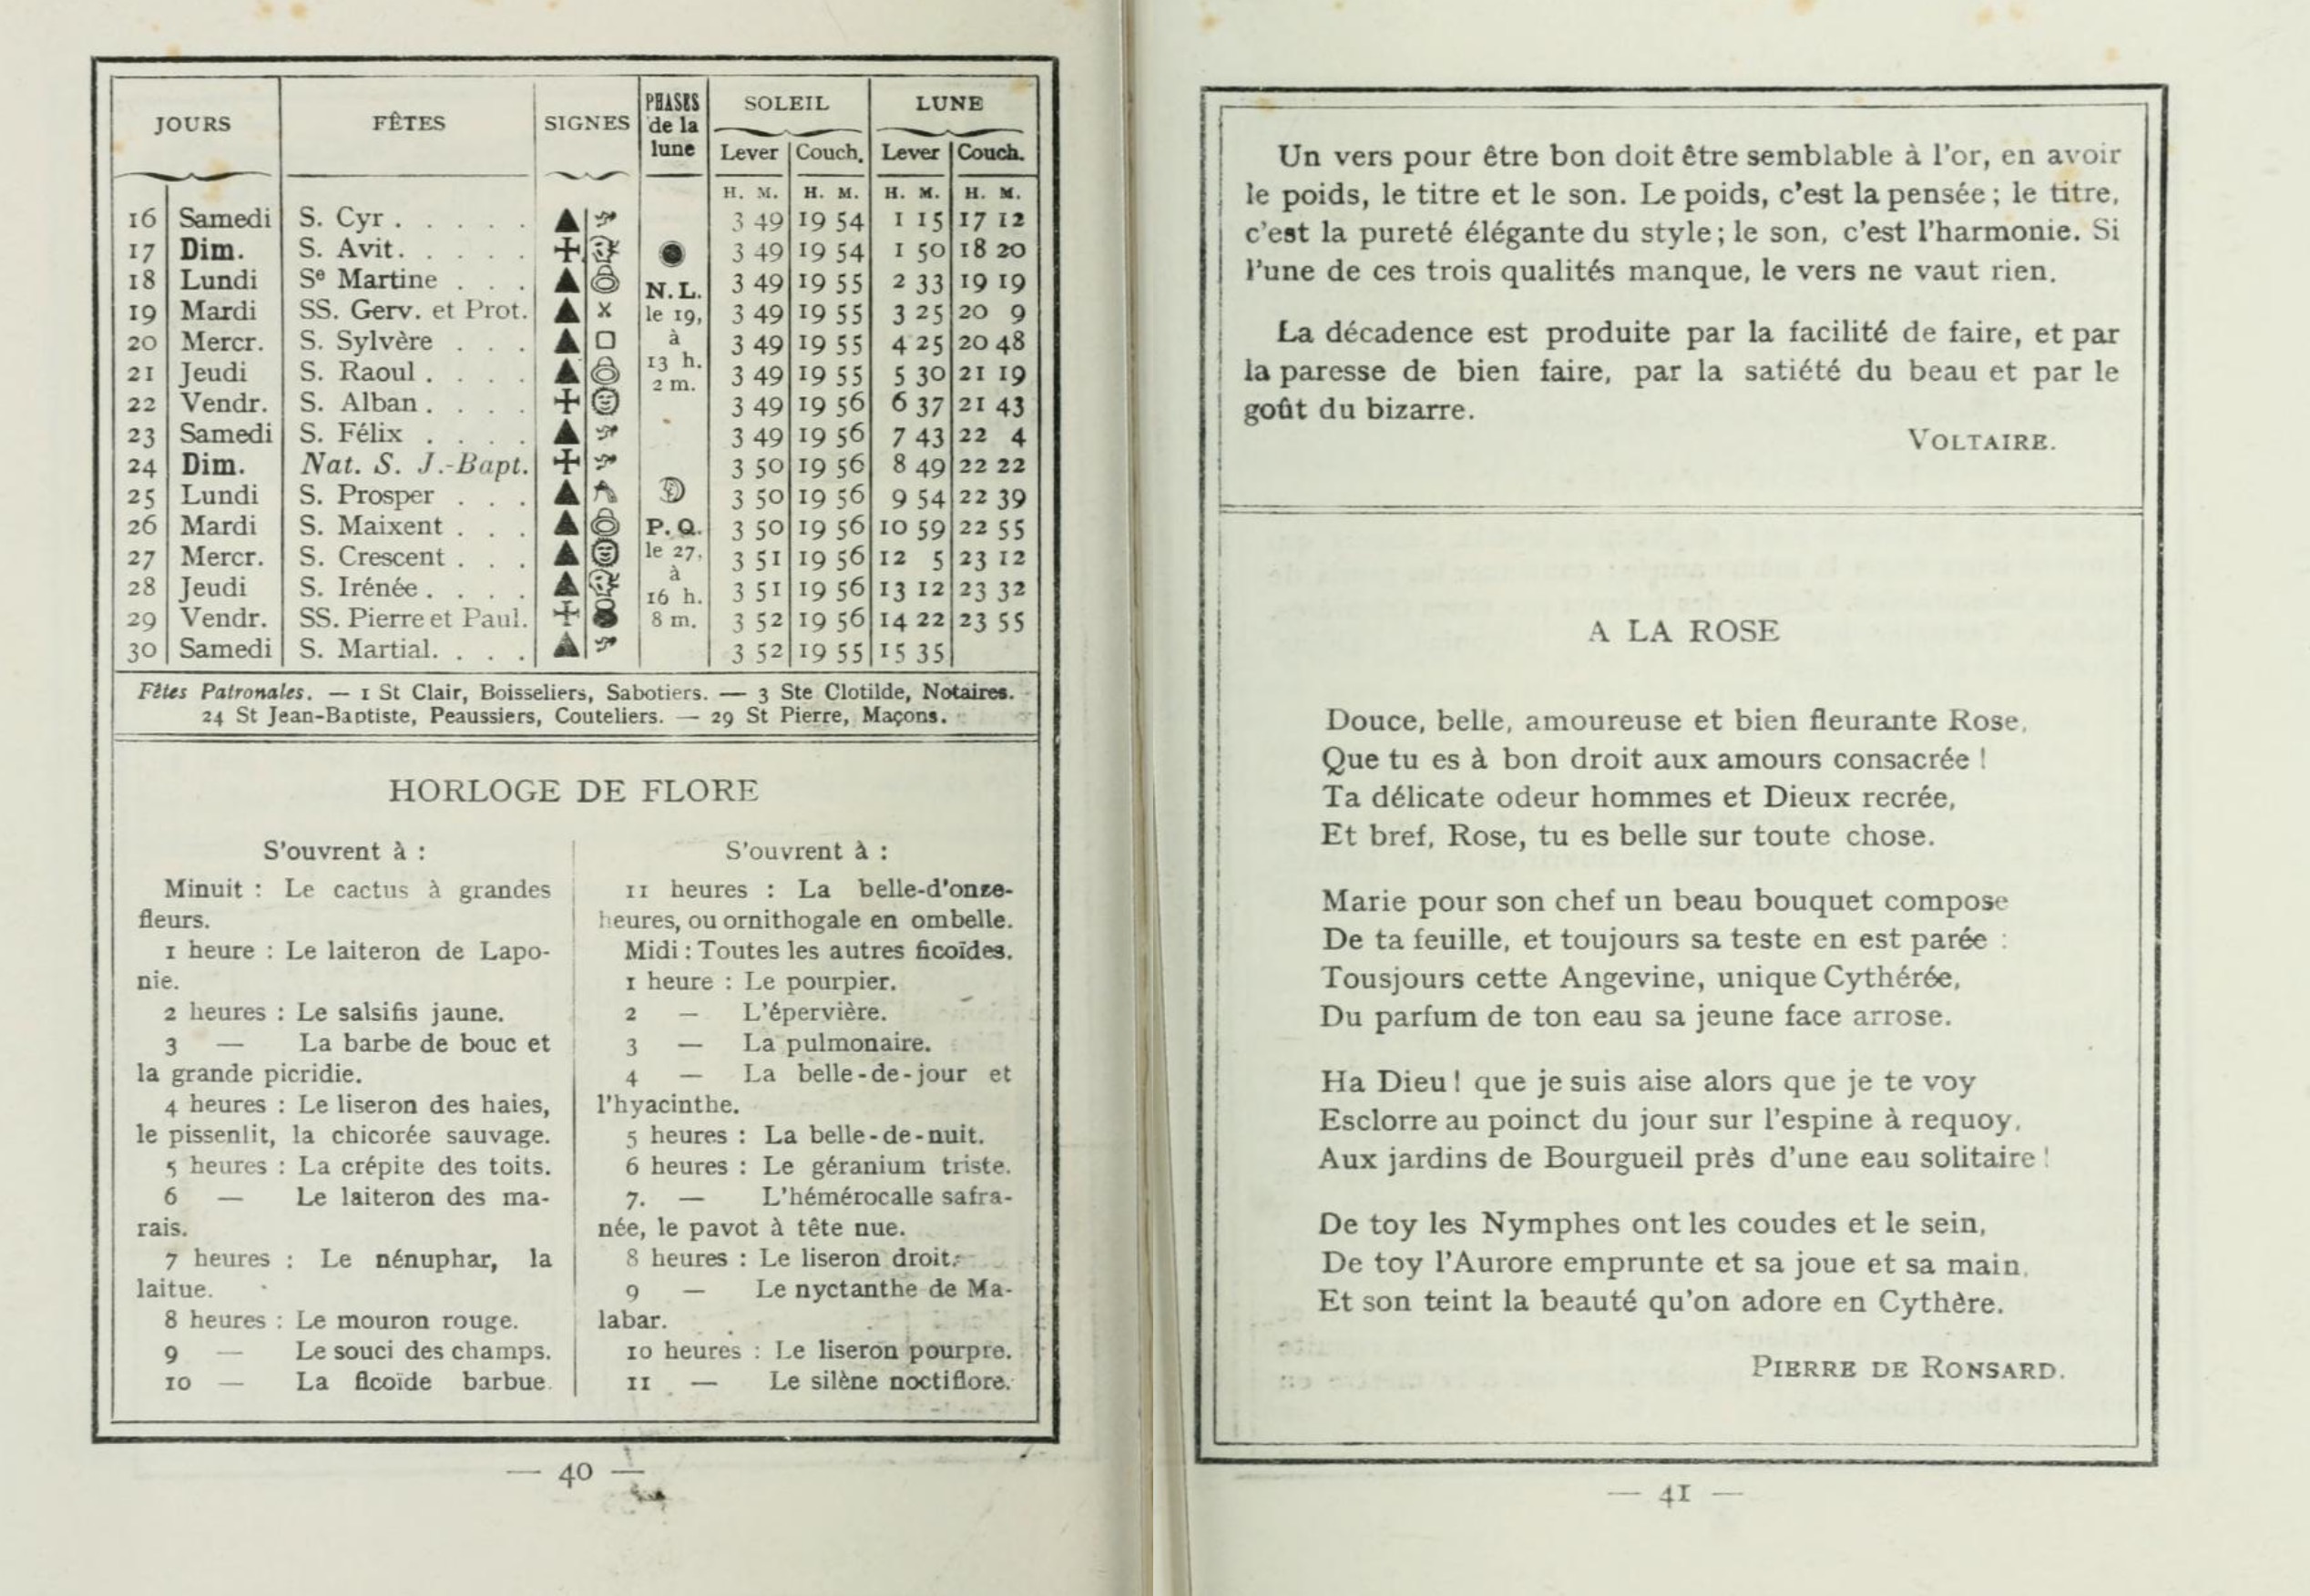 JOURS FÊTES SIGNES PHASES de la lune SOLEIL LUNE
Lever Couch. Lever Couch.
H. M. H. M. H. M. H. M.
16 Samedi S. Cyr . . . . . 3 49 19 54 1 15 17 12
17 Dim. S. Avit. . . . . 3 49 19 54 1 50 18 20
18 Lundi Se Martine . . . N. L. 3 49 19 55 2 33 19 19
19 Mardi SS. Gerv. et Prot. le 19, 3 49 19 55 3 25 20 9
20 Mercr. S. Sylvère . . . à 3 49 19 55 4 25 20 48
21 Jeudi S. Raoul . . . . 13 h. 2 m. 3 49 19 55 5 30 21 19
22 Vendr. S. Alban . . . . 3 49 19 56 6 37 21 43
23 Samedi S. Félix . . . . 3 49 19 56 7 43 22 4
24 Dim. Nat. S. J.-Bapt. 3 50 19 56 8 49 22 22
25 Lundi S. Prosper . . . 3 50 19 56 9 54 22 39
26 Mardi S. Maixent . . . P. Q. 3 50 19 56 10 59 22 55
27 Mercr. S. Crescent . . . le 27, à 3 51 19 56 12 5 23 12
28 Jeudi S. Irénée . . . . 16 h. 3 51 19 56 13 12 23 32
29 Vendr. SS. Pierre et Paul. 8 m. 3 52 19 56 14 22 23 55
30 Samedi S. Martial. . . . 3 52 19 55 15 35
Fêtes Patronales. — 1 St Clair, Boisseliers, Sabotiers. — 3 Ste Clotilde, Notaires.
24 St Jean-Baptiste, Peaussiers, Couteliers. — 29 St Pierre, Maçons.
HORLOGE DE FLORE
S'ouvrent à :
Minuit : Le cactus à grandes
fleurs.
1 heure : Le laiteron de Lapo-
nie.
2 heures : Le salsifis jaune.
3 — La barbe de bouc et
la grande picridie.
4 heures : Le liseron des haies,
le pissenlit, la chicorée sauvage.
5 heures : La crépite des toits.
6 — Le laiteron des ma-
rais.
7 heures : Le nénuphar, la
laitue.
8 heures : Le mouron rouge.
9 — Le souci des champs.
10 — La ficoïde barbue.
S'ouvrent à :
11 heures : La belle-d'onze-
heures, ou ornithogale en ombelle.
Midi : Toutes les autres ficoïdes.
1 heure : Le pourpier.
2 — L'épervière.
3 — La pulmonaire.
4 — La belle-de-jour et
l'hyacinthe.
5 heures : La belle-de-nuit.
6 heures : Le géranium triste.
7. — L'hémérocalle safra-
née, le pavot à tête nue.
8 heures : Le liseron droit.
9 — Le nyctanthe de Ma-
labar.
10 heures : Le liseron pourpre.
11 — Le silène noctiflore.
— 40 —
Un vers pour être bon doit être semblable à l'or, en avoir
le poids, le titre et le son. Le poids, c'est la pensée ; le titre,
c'est la pureté élégante du style ; le son, c'est l'harmonie. Si
l'une de ces trois qualités manque, le vers ne vaut rien.
La décadence est produite par la facilité de faire, et par
la paresse de bien faire, par la satiété du beau et par le
goût du bizarre.
VOLTAIRE.
A LA ROSE
Douce, belle, amoureuse et bien fleurante Rose,
Que tu es à bon droit aux amours consacrée !
Ta délicate odeur hommes et Dieux recrée,
Et bref, Rose, tu es belle sur toute chose.
Marie pour son chef un beau bouquet compose
De ta feuille, et toujours sa teste en est parée :
Tousjours cette Angevine, unique Cythérée,
Du parfum de ton eau sa jeune face arrose.
Ha Dieu ! que je suis aise alors que je te voy
Esclorre au poinct du jour sur l'espine à requoy,
Aux jardins de Bourgueil près d'une eau solitaire !
De toy les Nymphes ont les coudes et le sein,
De toy l'Aurore emprunte et sa joue et sa main,
Et son teint la beauté qu'on adore en Cythère.
PIERRE DE RONSARD.
— 41 —